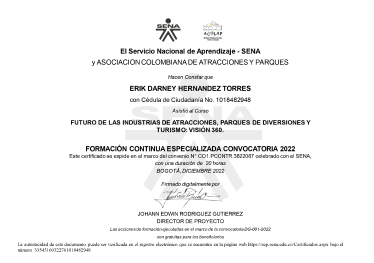 SENA
ACOLAP
El Servicio Nacional de Aprendizaje - SENA
y ASOCIACION COLOMBIANA DE ATRACCIONES Y PARQUES
Hacen Constar que
ERIK DARNEY HERNANDEZ TORRES
con Cédula de Ciudadanía No. 1018482948
Asistió al Curso
FUTURO DE LAS INDUSTRIAS DE ATRACCIONES, PARQUES DE DIVERSIONES Y
TURISMO: VISIÓN 360.
FORMACIÓN CONTINUA ESPECIALIZADA CONVOCATORIA 2022
Este certificado se expide en el marco del convenio N° CO1.PCCNTR.3822087 celebrado con el SENA,
con una duración de 20 horas
BOGOTÁ, DICIEMBRE 2022
Firmado digitalmente por
JOHANN EDWIN RODRIGUEZ GUTIERREZ
DIRECTOR DE PROYECTO
Las acciones de formación ejecutadas en el marco de la convocatoria DG-001-2022
son gratuitas para los beneficiarios
La autenticidad de este documento puede ser verificada en el registro electrónico que se encuentra en la página web https://sep.sena.edu.co/Certificados.aspx bajo el
número 33543166322761018482948